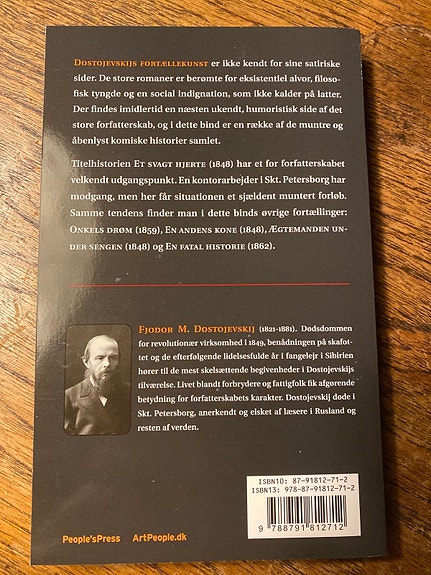 DOSTOJEVSKIJS FORTÆLLEKUNST er ikke kendt for sine satiriske
sider. De store romaner er berømte for eksistentiel alvor, filoso-
fisk tyngde og en social indignation, som ikke kalder på latter.
Der findes imidlertid en næsten ukendt, humoristisk side af det
store forfatterskab, og i dette bind er en række af de muntre og
åbenlyst komiske historier samlet.
Titelhistorien ET SVAGT HJERTE (1848) har et for forfatterskabet
velkendt udgangspunkt. En kontorarbejder i Skt. Petersborg har
modgang, men her får situationen et sjældent muntert forløb.
Samme tendens finder man i dette binds øvrige fortællinger:
ONKELS DRØM (1859), EN ANDENS KONE (1848), ÆGTEMANDEN UN-
DER SENGEN (1848) og EN FATAL HISTORIE (1862).
FJODOR M. DOSTOJEVSKIJ (1821-1881). Dødsdommen
for revolutionær virksomhed i 1849, benådningen på skafot-
tet og de efterfølgende lidelsesfulde år i fangelejr i Sibirien
hører til de mest skelsættende begivenheder i Dostojevskijs
tilværelse. Livet blandt forbrydere og fattigfolk fik afgørende
betydning for forfatterskabets karakter. Dostojevskij døde i
Skt. Petersborg, anerkendt og elsket af læsere i Rusland og
resten af verden.
ISBN10: 87-91812-71-2
ISBN13: 978-87-91812-71-2
9 788791 812712
People'sPress ArtPeople.dk